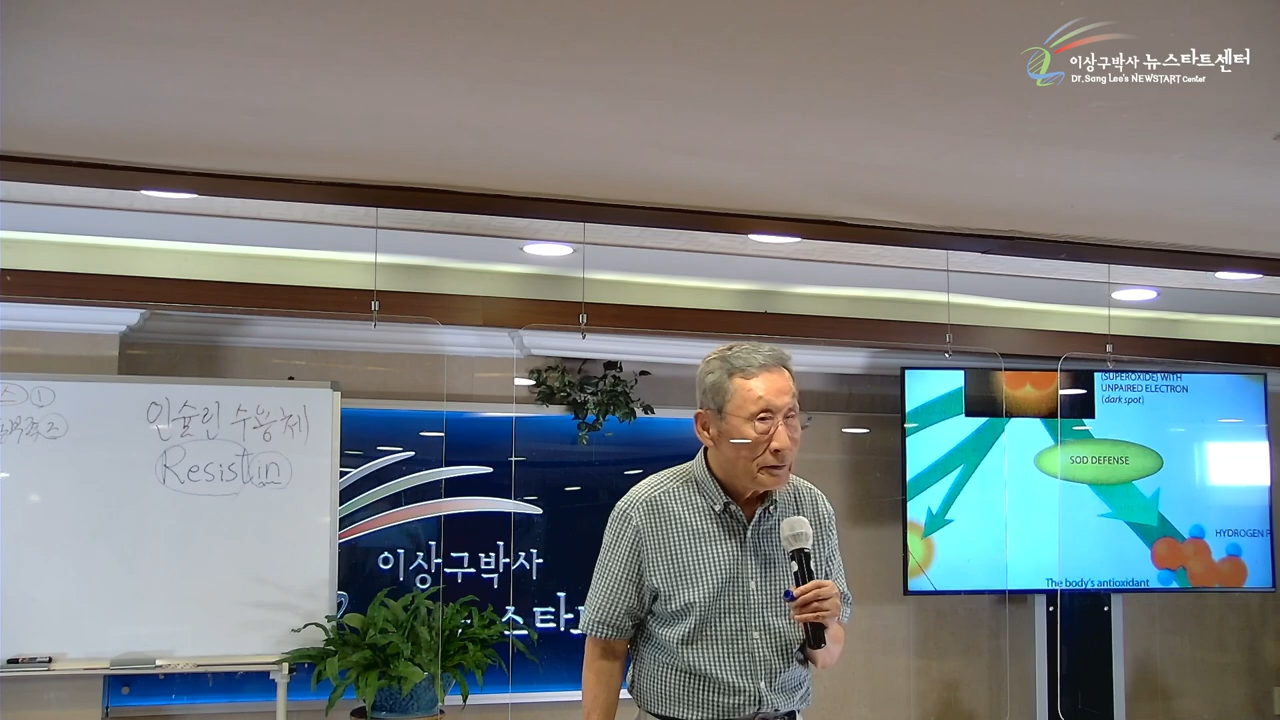 이상구박사 뉴스타트센터
Dr. Sang Lee's NEWSTART Center
인슐린 수용체
Resistin
이상구박사
스타
(SUPEROXIDE) WITH
UNPAIRED ELECTRON
(dark spot)
SOD DEFENSE
HYDROGEN
The body's antioxidant